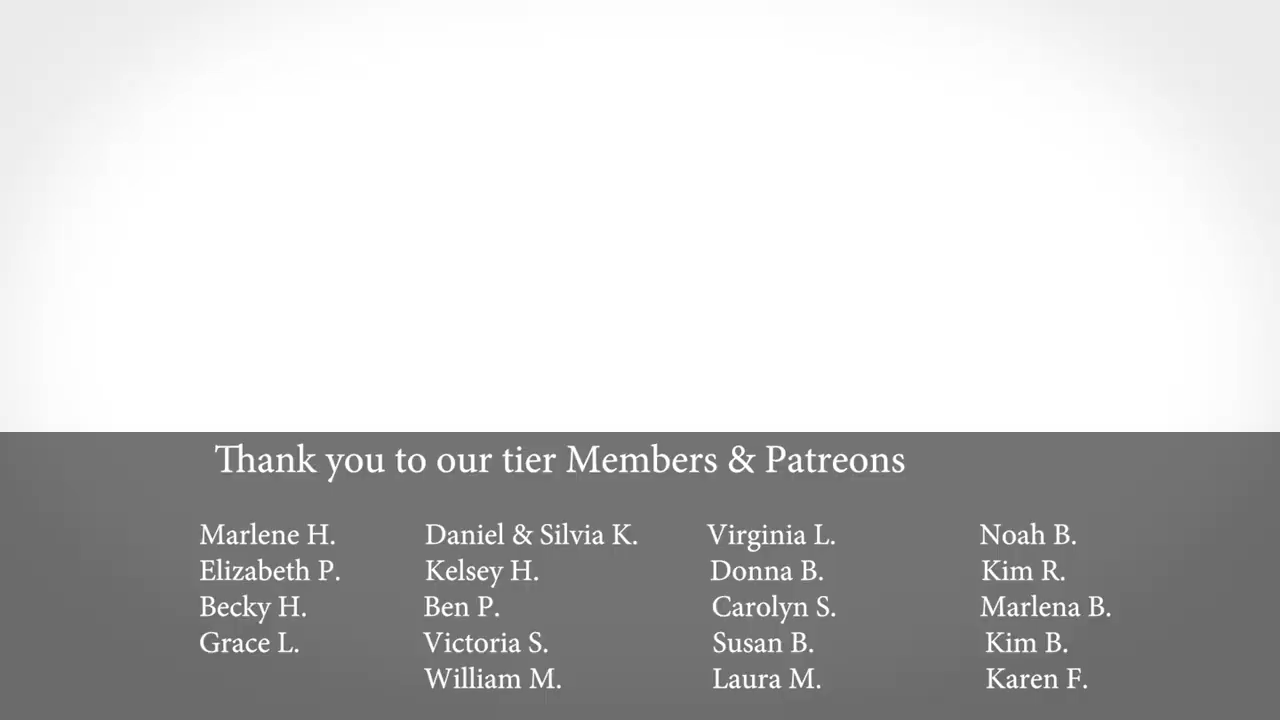 Thank you to our tier Members & Patreons
Marlene H. Daniel & Silvia K. Virginia L. Noah B.
Elizabeth P. Kelsey H. Donna B. Kim R.
Becky H. Ben P. Carolyn S. Marlena B.
Grace L. Victoria S. Susan B. Kim B.
William M. Laura M. Karen F.